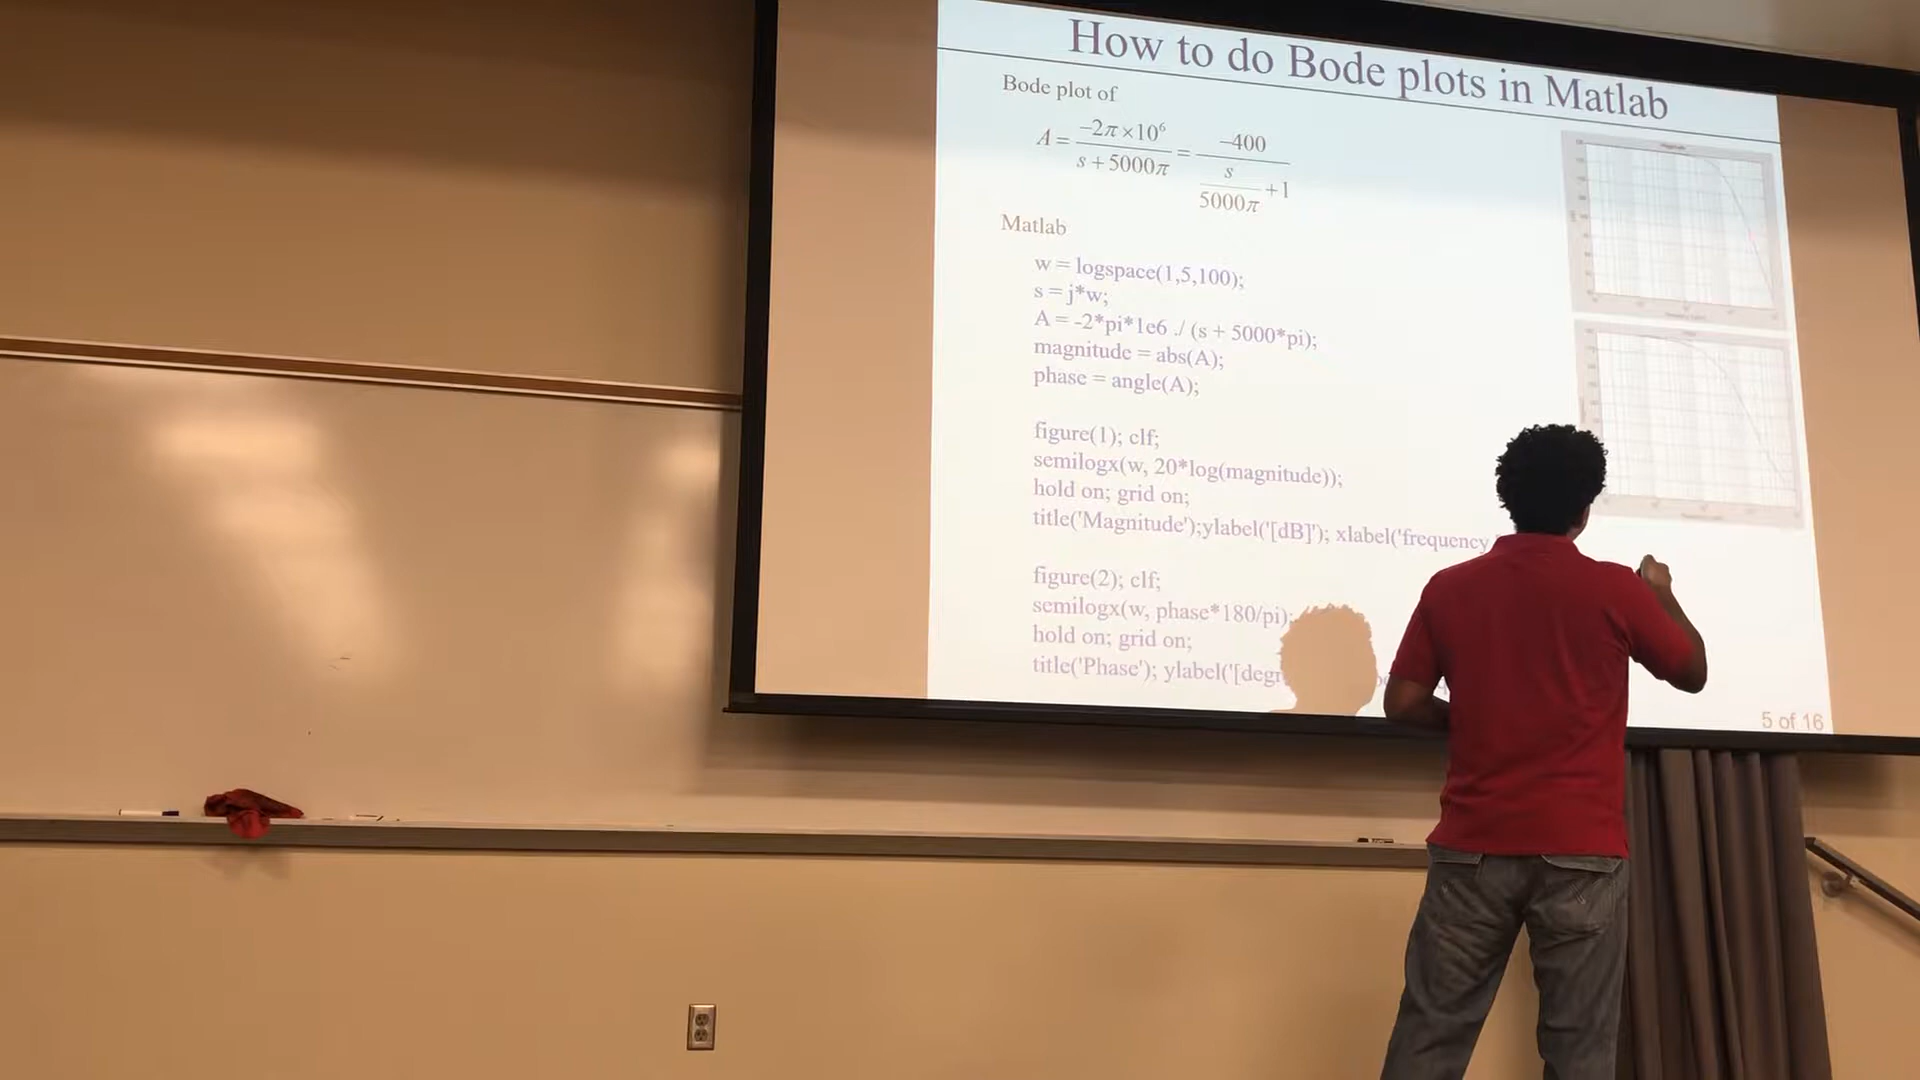 How to do Bode plots in Matlab
Bode plot of
A = −2π×10⁶ / s + 5000π = −400 / s / 5000π + 1
Matlab
w = logspace(1,5,100);
s = j*w;
A = -2*pi*1e6 ./ (s + 5000*pi);
magnitude = abs(A);
phase = angle(A);
figure(1); clf;
semilogx(w, 20*log(magnitude));
hold on; grid on;
title('Magnitude');ylabel('[dB]'); xlabel('frequency
figure(2); clf;
semilogx(w, phase*180/pi);
hold on; grid on;
title('Phase'); ylabel('[degr
5 of 16